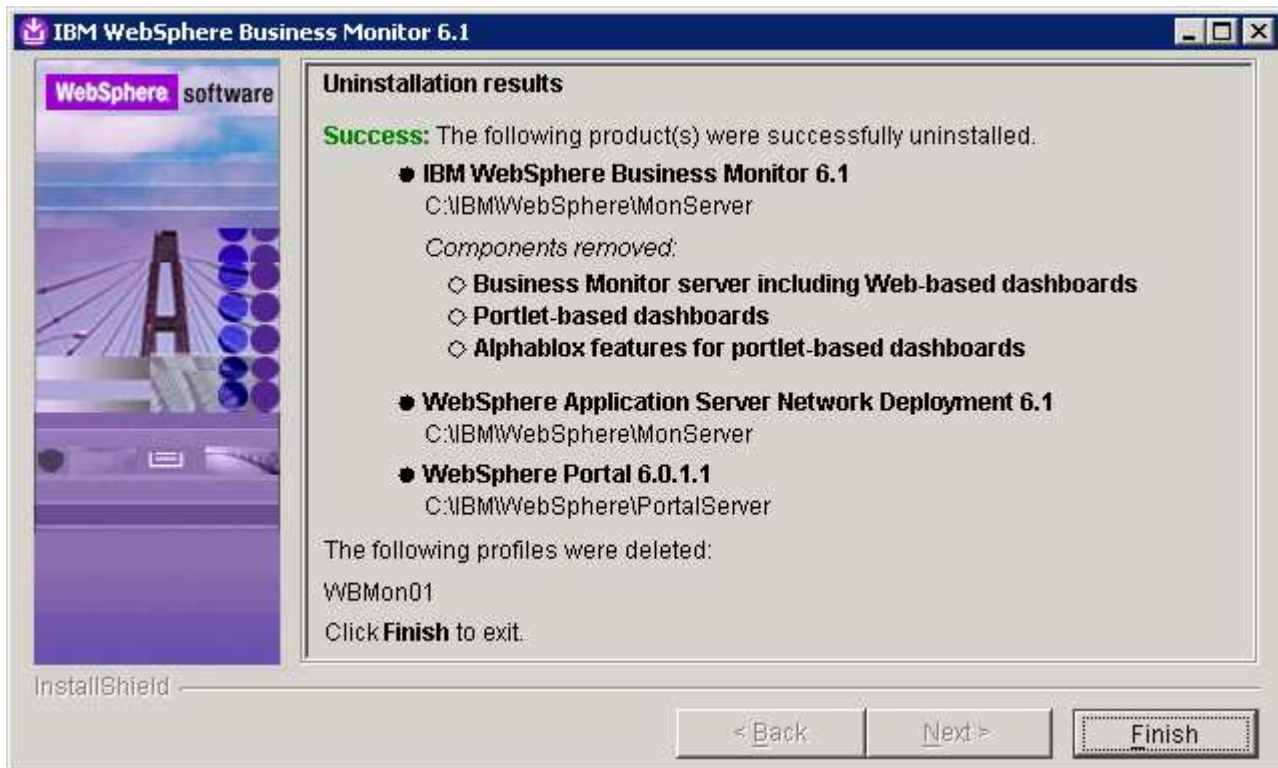 IBM WebSphere Business Monitor 6.1
WebSphere software
Uninstallation results
Success: The following product(s) were successfully uninstalled.
IBM WebSphere Business Monitor 6.1
C:\IBM\WebSphere\MonServer
Components removed:
Business Monitor server including Web-based dashboards
Portlet-based dashboards
Alphablox features for portlet-based dashboards
WebSphere Application Server Network Deployment 6.1
C:\IBM\WebSphere\MonServer
WebSphere Portal 6.0.1.1
C:\IBM\WebSphere\PortalServer
The following profiles were deleted:
WBMon01
Click Finish to exit.
InstallShield
< Back Next > Finish